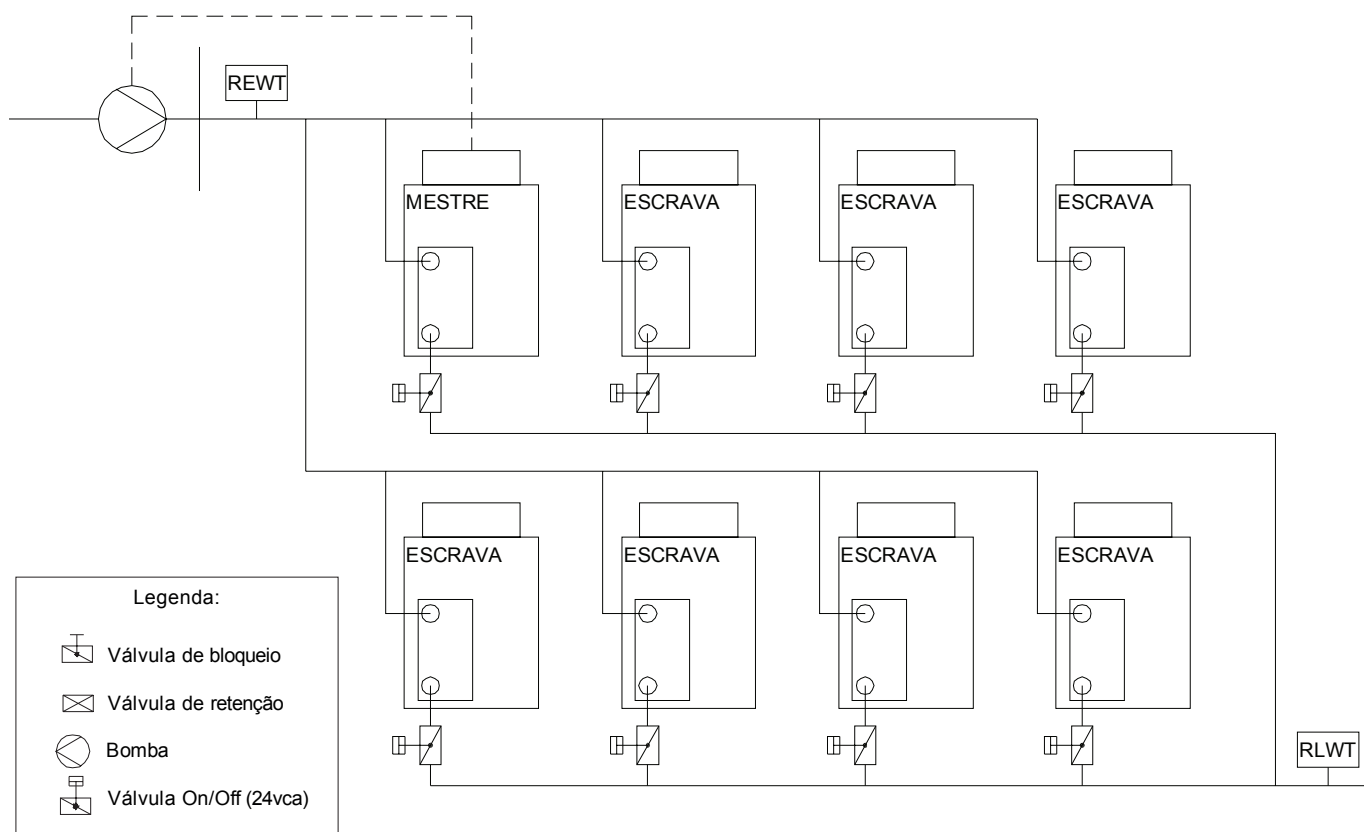 REWT
MESTRE
ESCRAVA
ESCRAVA
ESCRAVA
ESCRAVA
ESCRAVA
ESCRAVA
ESCRAVA
Legenda:
Válvula de bloqueio
Válvula de retenção
Bomba
Válvula On/Off (24vca)
RLWT